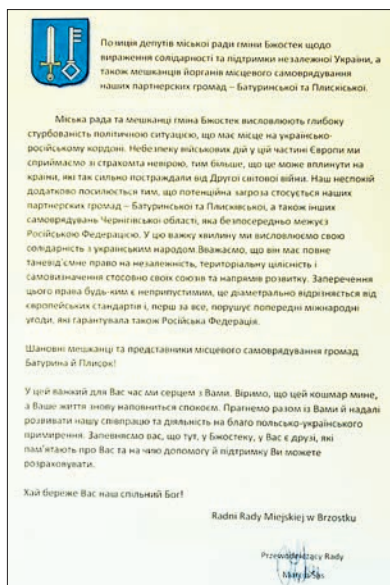 Позиція депутів міської ради гміни Бжостек щодо
вираження солідарності та підтримки незалежної України, а
також мешканців йорганів місцевого самоврядування
наших партнерских громад – Батуринської та Плискіської.
Міська рада та мешканці гміна Бжостек висловлюють глибоку
стурбованість політичною ситуацією, що має місце на українсько-
російському кордоні. Небезпеку військових дій у цій частині Європи ми
сприймаємо зі страхомта невірою, тим більше, що це може вплинути на
країни, які так сильно постраждали від Другої світової війни. Наш неспокій
додатково посилюється тим, що потенційна загроза стосується наших
партнерских громад – Батуринської та Плисківської, а також інших
самоврядувань Чернігівської області, яка безпосередньо межує з
Російською Федерацією. У цю важку хвилину ми висловлюємо свою
солідарність з українським народом Вважаємо, що він має повне
таневід'ємне право на незалежність, територіальну цілісність і
самовизначення стосовно своїх союзів та напрямів розвитку. Заперечення
цього права будь-ким є неприпустимим, це діаметрально відрізняється від
європейських стандартів і, перш за все, порушує попередні міжнародні
угоди, які гарантувала також Російська Федерація.
Шановні мешканці та представники місцевого самоврядування громад
Батурина й Плисок!
У цей важкий для Вас час ми серцем з Вами. Віримо, що цей кошмар мине,
а Ваше життя знову наповниться спокоєм. Прагнемо разом із Вами й надалі
розвивати нашу співпрацю та діяльність на благо польсько-українського
примирення. Запевняємо вас, що тут, у Бжостеку, у Вас є друзі, які
пам'ятають про Вас та на чию допомогу й підтримку Ви можете
розраховувати.
Хай береже Вас наш спільний Бог!
Radni Rady Miejskiej w Brzostku
Przewodniczący Rady